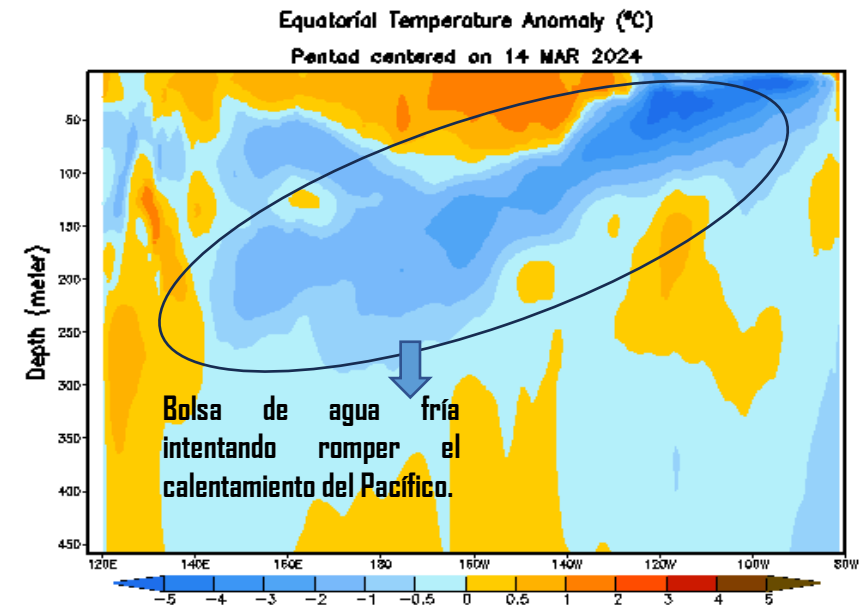 Equatorial Temperature Anomaly (°C)
Pentad centered on 14 MAR 2024
50
100
150
200
250
300
350
400
450
Depth (meter)
Bolsa de agua fría
intentando romper el
calentamiento del Pacífico.
120E 140E 160E 180 160W 140W 120W 100W 80W
-5 -4 -3 -2 -1 -0.5 0 0.5 1 2 3 4 5